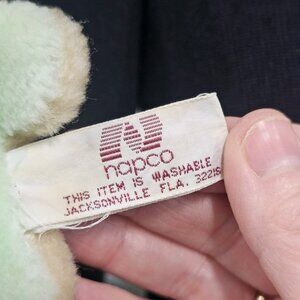 napco
THIS ITEM IS WASHABLE
JACKSONVILLE FLA. 32215